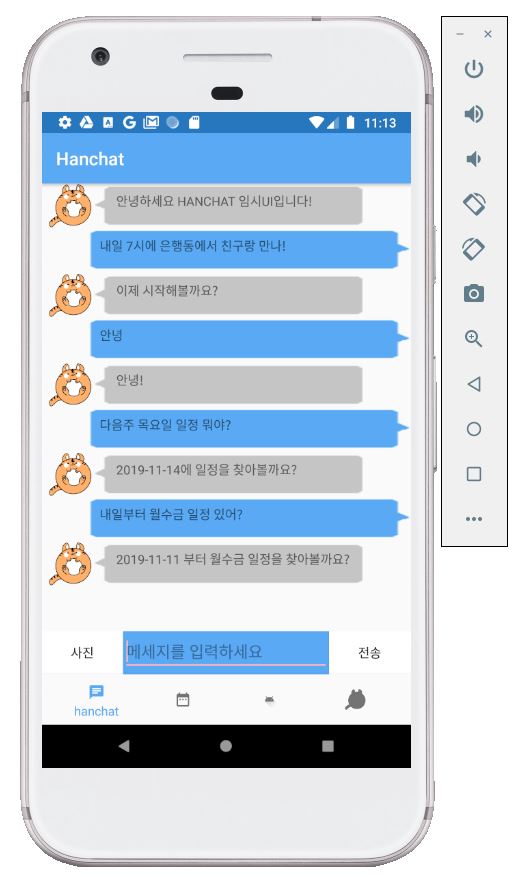 11:13
Hanchat
안녕하세요 HANCHAT 임시UI입니다!
내일 7시에 은행동에서 친구랑 만나!
이제 시작해볼까요?
안녕
안녕!
다음주 목요일 일정 뭐야?
2019-11-14에 일정을 찾아볼까요?
내일부터 월수금 일정 있어?
2019-11-11 부터 월수금 일정을 찾아볼까요?
사진 메세지를 입력하세요 전송
hanchat